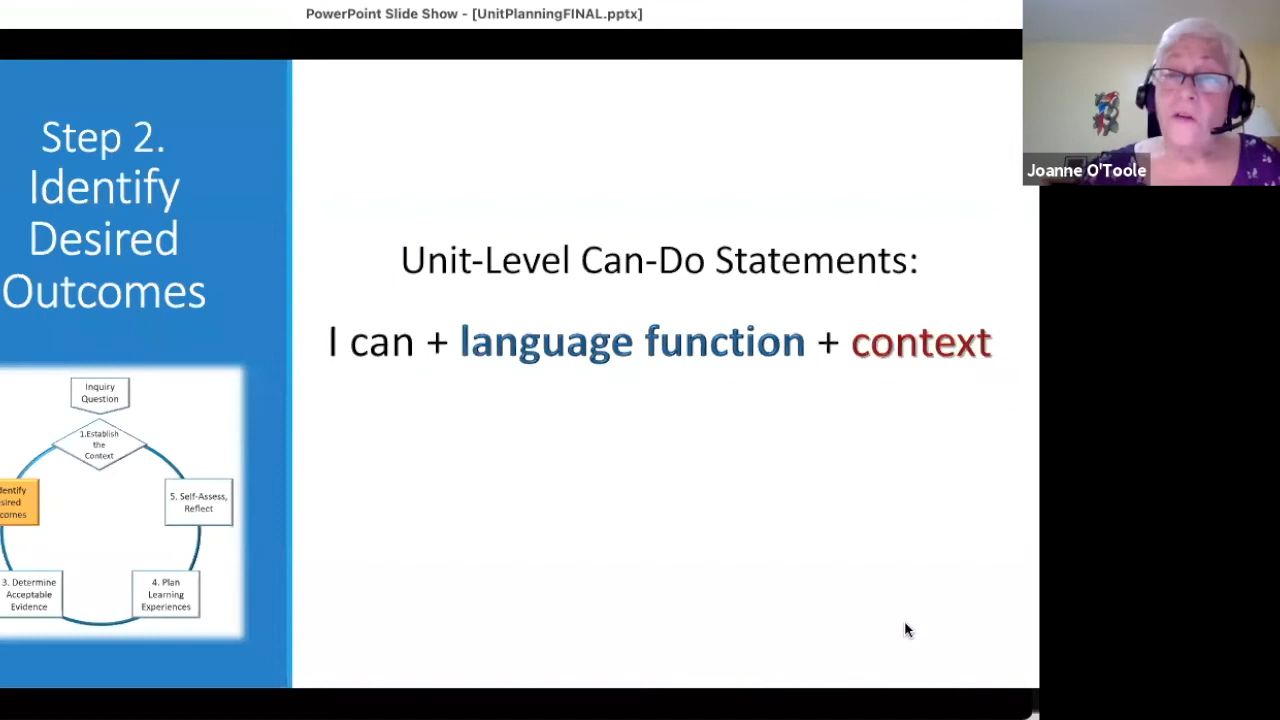 PowerPoint Slide Show - [UnitPlanningFINAL.pptx]
Step 2.
Identify
Desired
Outcomes
Unit-Level Can-Do Statements:
I can + language function + context
Inquiry
Question
1.Establish
the
Context
dentify
sired
comes
5. Self-Assess,
Reflect
3. Determine
Acceptable
Evidence
4. Plan
Learning
Experiences
Joanne O'Toole